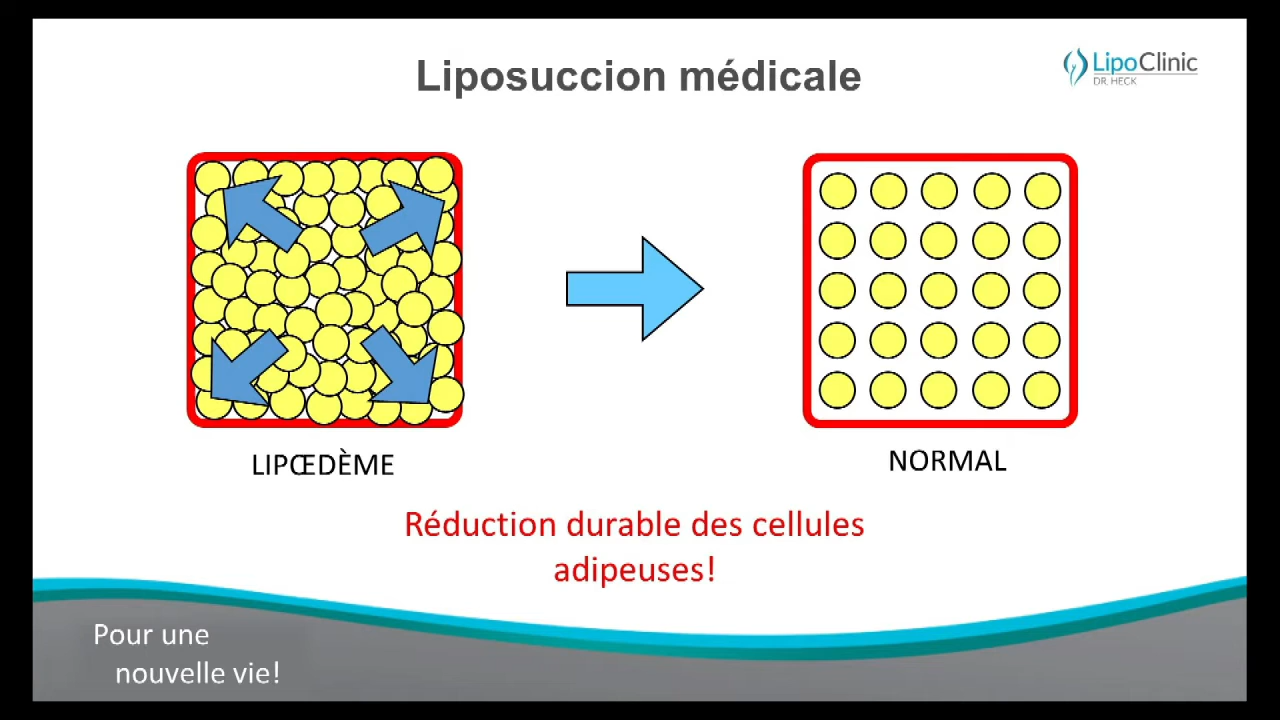 Liposuccion médicale
LipoClinic
DR. HECK
LIPŒDÈME
NORMAL
Réduction durable des cellules
adipeuses!
Pour une
nouvelle vie!